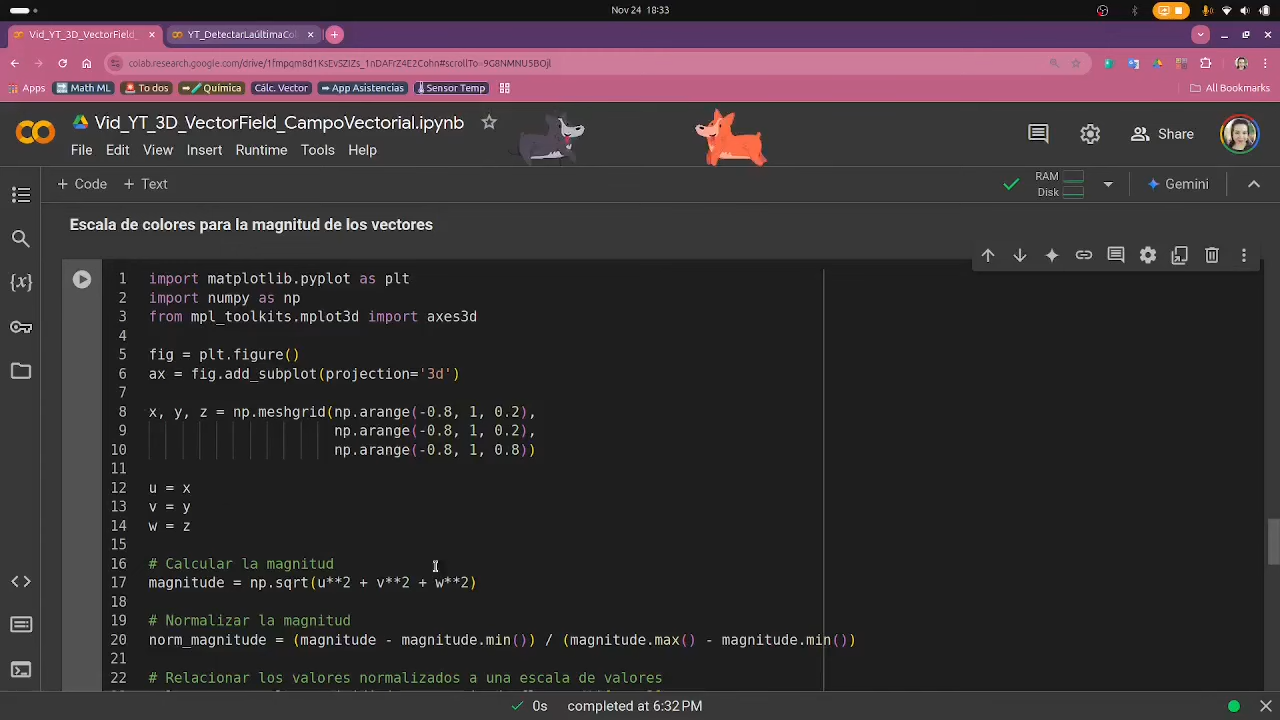 Nov 24 18:33
Vid_YT_3D_VectorField_
YT_DetectarLaúltimaCol
colab.research.google.com/drive/1fmpqm8d1KsEvSZIZs_1nDAFrZ4E2Cohn#scrollTo=9G8NMNU5BOjl
Apps Math ML To dos Química Cálc. Vector App Asistencias Sensor Temp All Bookmarks
Vid_YT_3D_VectorField_CampoVectorial.ipynb
Share
File Edit View Insert Runtime Tools Help
+ Code + Text
RAM
Disk
Gemini
Escala de colores para la magnitud de los vectores
1 import matplotlib.pyplot as plt
2 import numpy as np
3 from mpl_toolkits.mplot3d import axes3d
4
5 fig = plt.figure()
6 ax = fig.add_subplot(projection='3d')
7
8 x, y, z = np.meshgrid(np.arange(-0.8, 1, 0.2),
9 np.arange(-0.8, 1, 0.2),
10 np.arange(-0.8, 1, 0.8))
11
12 u = x
13 v = y
14 w = z
15
16 # Calcular la magnitud
17 magnitude = np.sqrt(u**2 + v**2 + w**2)
18
19 # Normalizar la magnitud
20 norm_magnitude = (magnitude - magnitude.min()) / (magnitude.max() - magnitude.min())
21
22 # Relacionar los valores normalizados a una escala de valores
0s completed at 6:32 PM